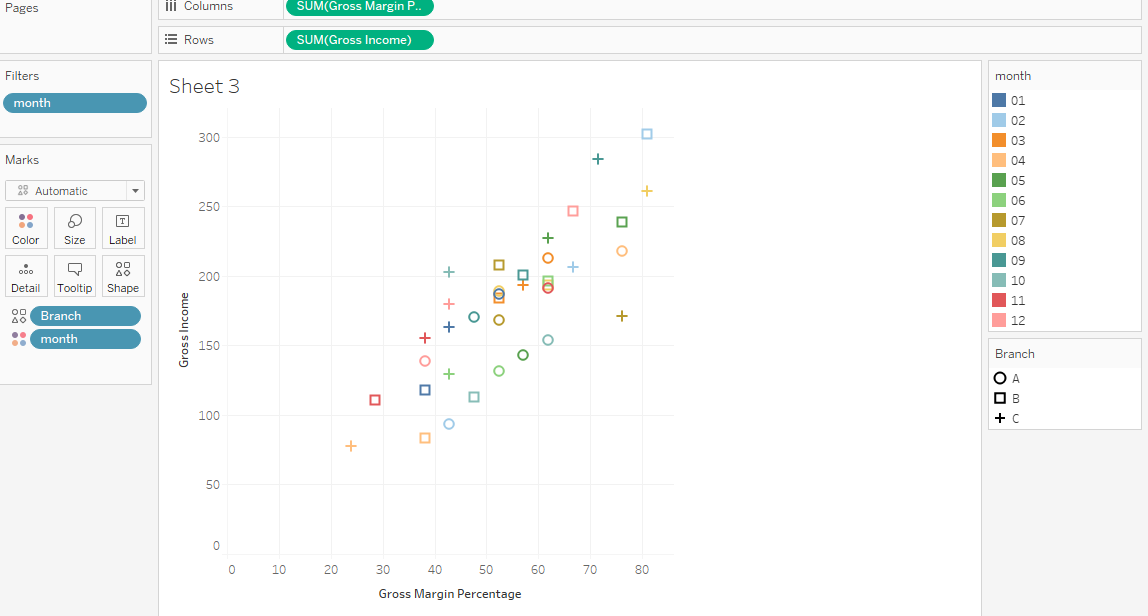 Pages
Columns
SUM(Gross Margin P..
Rows
SUM(Gross Income)
Filters
month
Marks
Automatic
Color
Size
Label
Detail
Tooltip
Shape
Branch
month
Sheet 3
Gross Income
300
250
200
150
100
50
0
0 10 20 30 40 50 60 70 80
Gross Margin Percentage
month
01
02
03
04
05
06
07
08
09
10
11
12
Branch
A
B
C